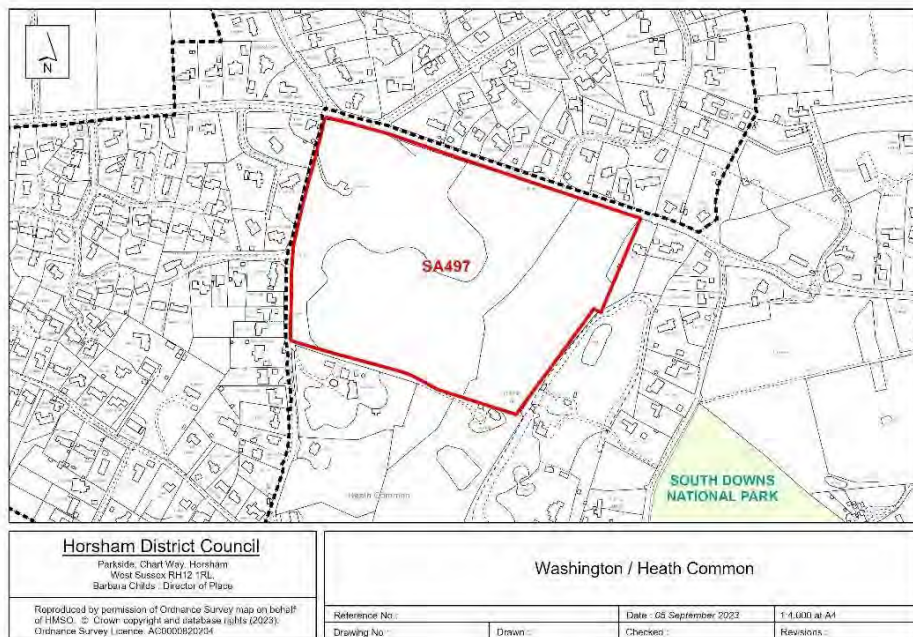 N
SA497
Heath Common
SOUTH DOWNS
NATIONAL PARK
Horsham District Council
Parkside, Chart Way, Horsham
West Sussex RH12 1RL.
Barbara Childs : Director of Place
Reproduced by permission of Ordnance Survey map on behalf
of HMSO. © Crown copyright and database rights (2023).
Ordnance Survey Licence. AC0000820204
Washington / Heath Common
Reference No :
Date : 05 September 2023
1:4,000 at A4
Drawing No :
Drawn :
Checked :
Revisions :